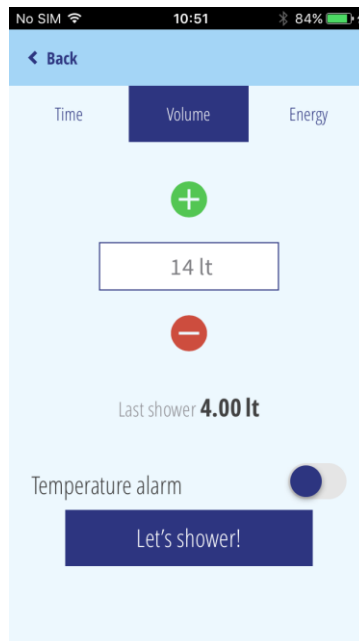 No SIM 10:51 84%
Back
Time Volume Energy
14 lt
Last shower 4.00 lt
Temperature alarm
Let's shower!